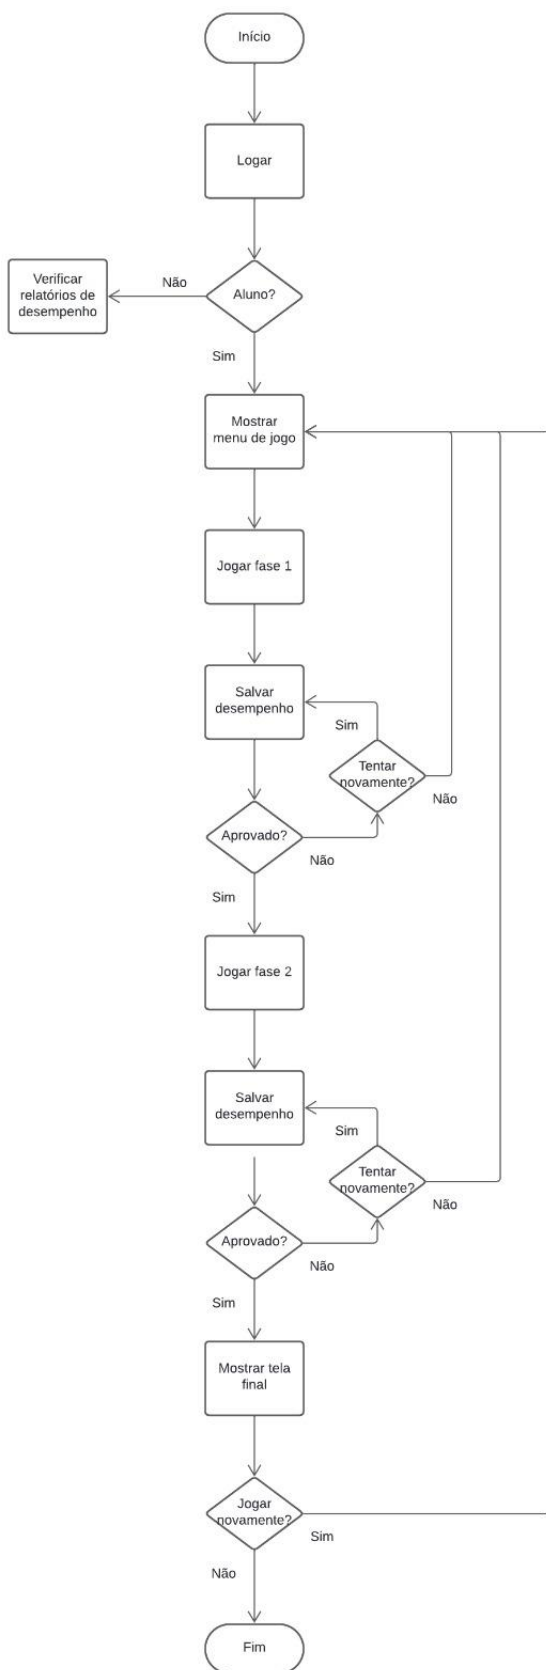 Início
Logar
Não
Verificar
relatórios de
desempenho
Aluno?
Sim
Mostrar
menu de jogo
Jogar fase 1
Salvar
desempenho
Sim
Tentar
novamente?
Não
Aprovado?
Não
Sim
Jogar fase 2
Salvar
desempenho
Sim
Tentar
novamente?
Não
Aprovado?
Não
Sim
Mostrar tela
final
Jogar
novamente?
Sim
Não
Fim